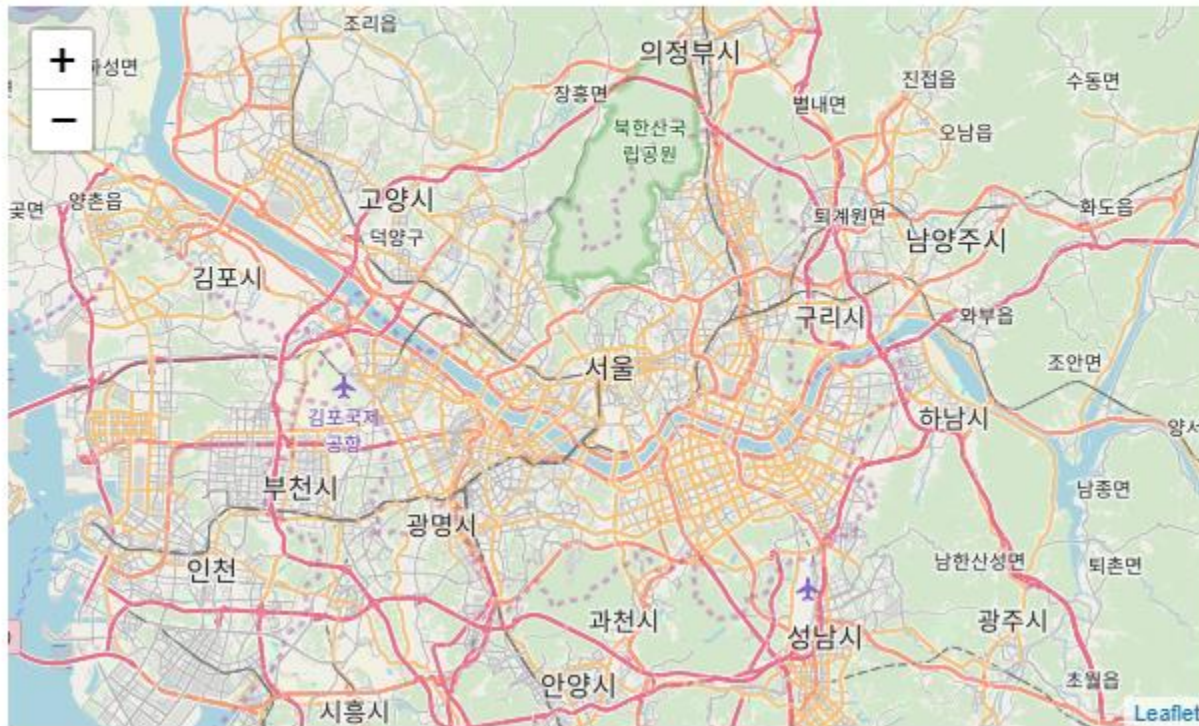 조리읍
의정부시
+
하성면
진접읍
수동면
장흥면
벌내면
−
북한산국
립공원
오남읍
고양시
양촌읍
곶면
퇴계원면
화도읍
덕양구
남양주시
김포시
구리시
와부읍
서울
조안면
김포국제
공항
하남시
양서
부천시
남종면
광명시
인천
남한산성면
퇴촌면
과천시
성남시
광주시
안양시
초월읍
시흥시
Leaflet